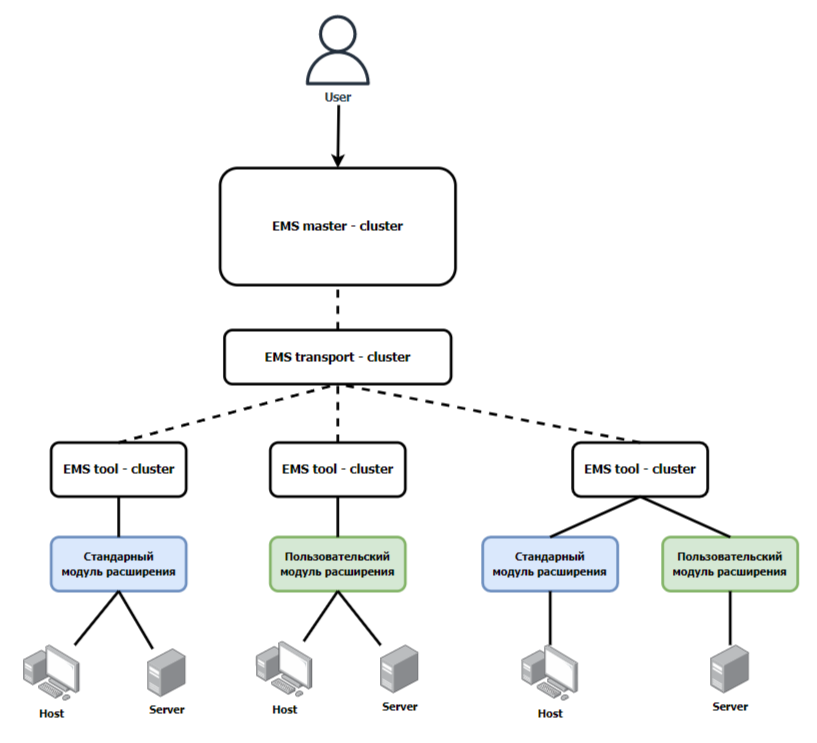 User
EMS master - cluster
EMS transport - cluster
EMS tool - cluster
EMS tool - cluster
EMS tool - cluster
Стандарный
модуль расширения
Пользовательский
модуль расширения
Стандарный
модуль расширения
Пользовательский
модуль расширения
Host
Server
Host
Server
Host
Server